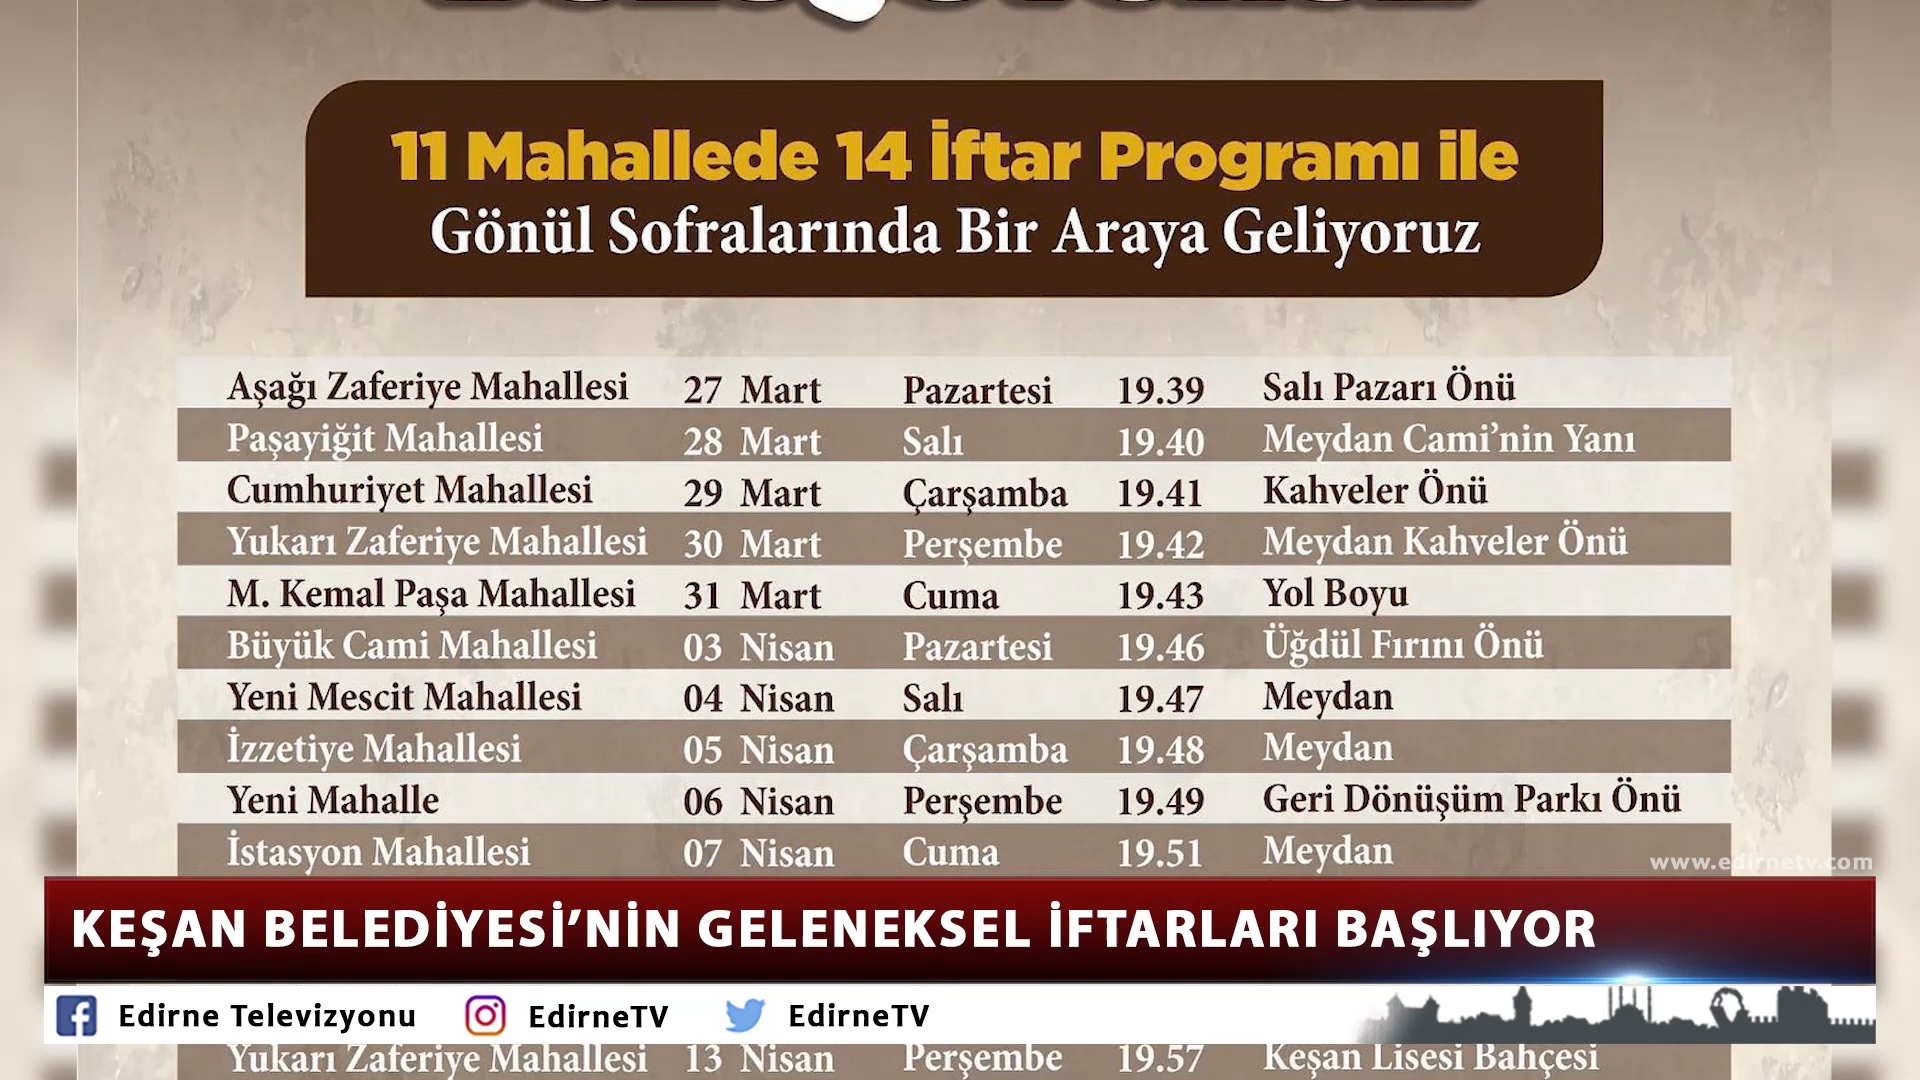 11 Mahallede 14 İftar Programı ile
Gönül Sofralarında Bir Araya Geliyoruz
Aşağı Zaferiye Mahallesi 27 Mart Pazartesi 19.39 Salı Pazarı Önü
Paşayiğit Mahallesi 28 Mart Salı 19.40 Meydan Cami’nin Yanı
Cumhuriyet Mahallesi 29 Mart Çarşamba 19.41 Kahveler Önü
Yukarı Zaferiye Mahallesi 30 Mart Perşembe 19.42 Meydan Kahveler Önü
M. Kemal Paşa Mahallesi 31 Mart Cuma 19.43 Yol Boyu
Büyük Cami Mahallesi 03 Nisan Pazartesi 19.46 Üğdül Fırını Önü
Yeni Mescit Mahallesi 04 Nisan Salı 19.47 Meydan
İzzetiye Mahallesi 05 Nisan Çarşamba 19.48 Meydan
Yeni Mahalle 06 Nisan Perşembe 19.49 Geri Dönüşüm Parkı Önü
İstasyon Mahallesi 07 Nisan Cuma 19.51 Meydan
www.edirnetv.com
KEŞAN BELEDİYESİ’NİN GELENEKSEL İFTARLARI BAŞLIYOR
Edirne Televizyonu EdirneTV EdirneTV
Yukarı Zaferiye Mahallesi 13 Nisan Perşembe 19.57 Keşan Lisesi Bahçesi